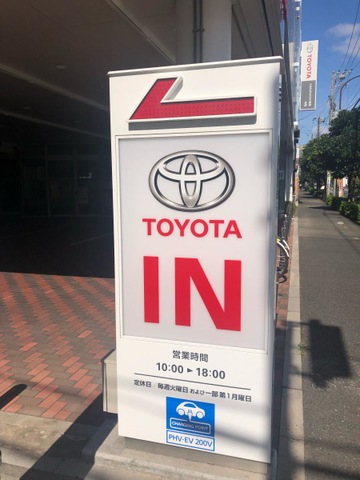 TOYOTA
IN
営業時間
10:00 ▸ 18:00
定休日 毎週火曜日 および 一部 第1月曜日
CHARGING POINT
PHV・EV 200V
TOYOTA